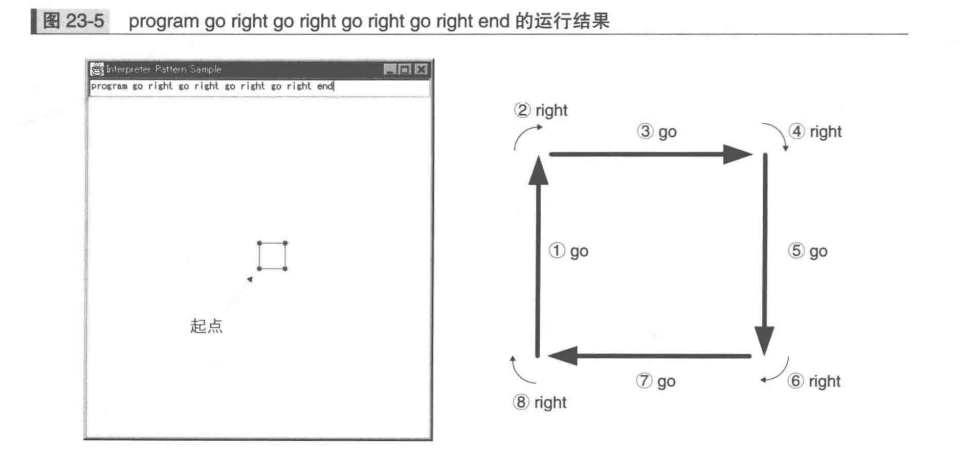 图 23-5 program go right go right go right go right end 的运行结果
Interpreter Pattern Sample
program go right go right go right go right end
起点
② right
③ go
④ right
① go
⑤ go
⑦ go
⑥ right
⑧ right